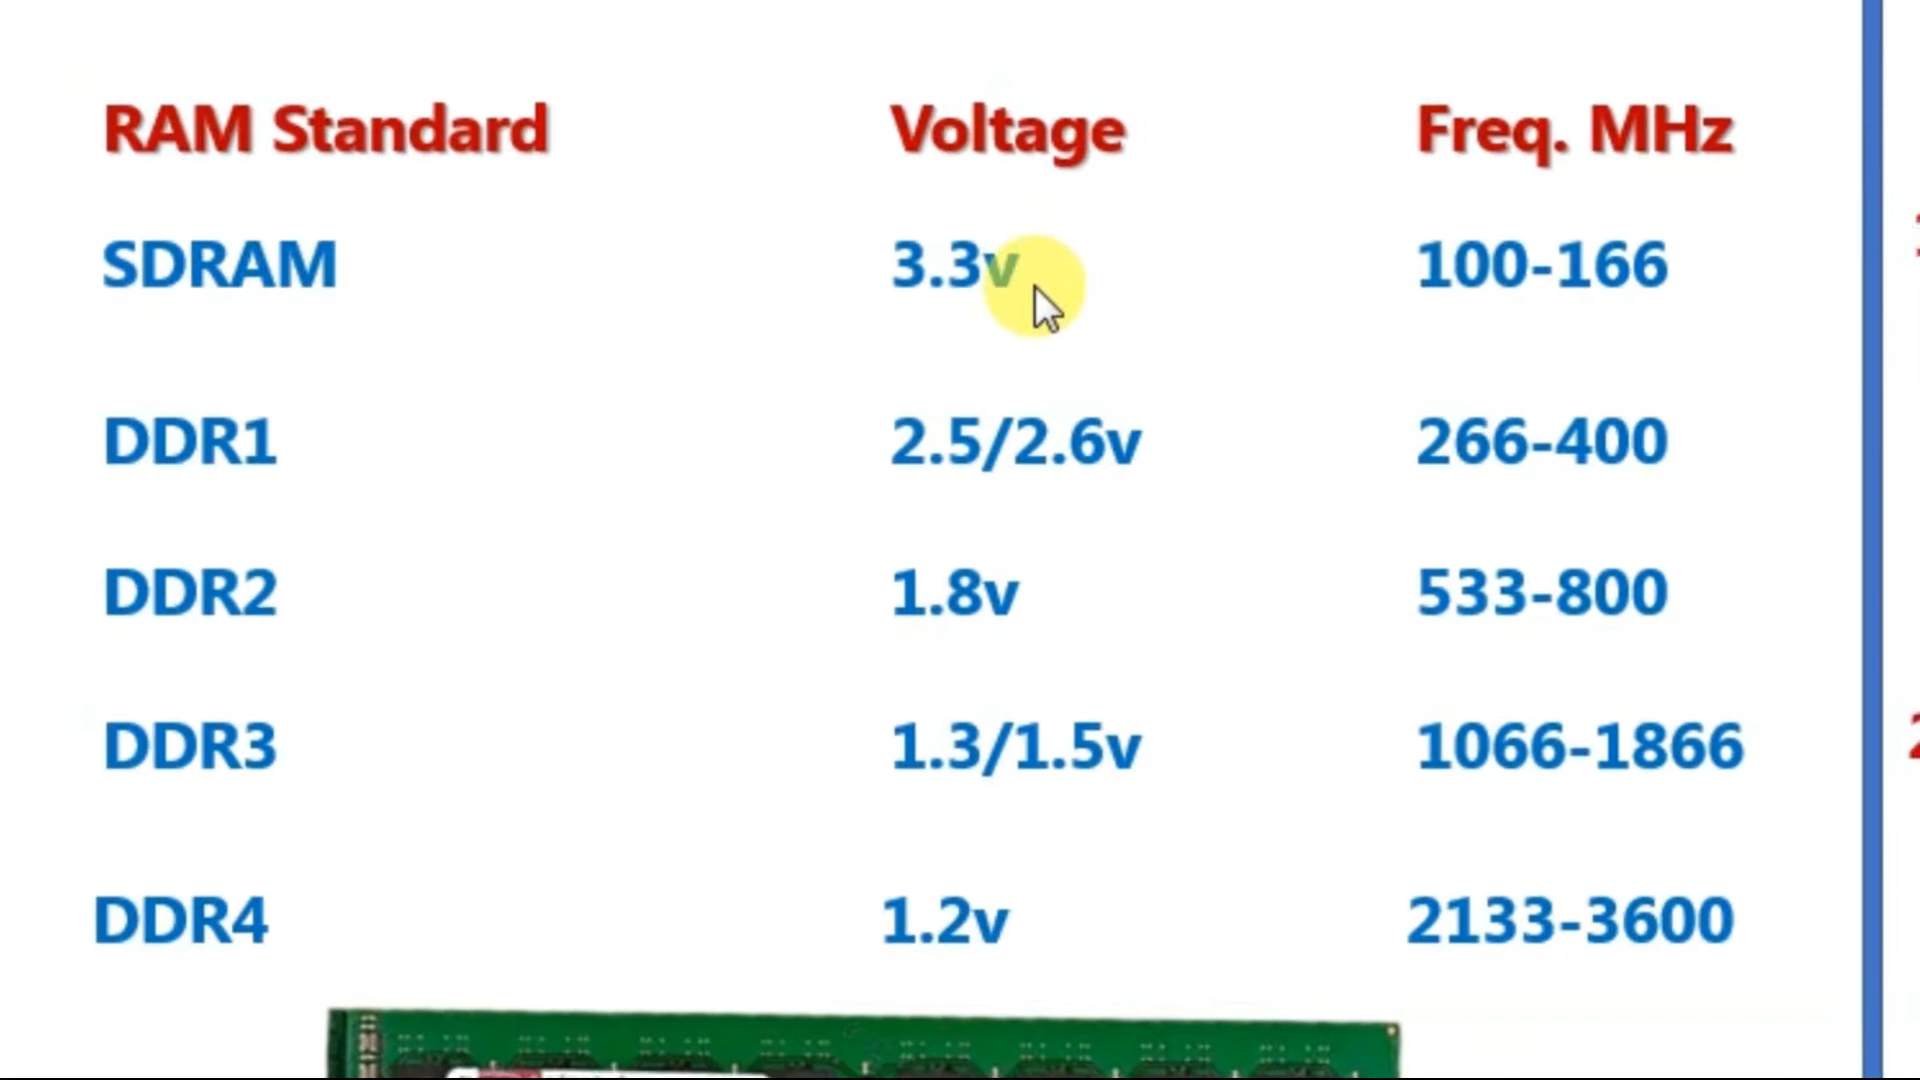 RAM Standard Voltage Freq. MHz
SDRAM 3.3v 100-166
DDR1 2.5/2.6v 266-400
DDR2 1.8v 533-800
DDR3 1.3/1.5v 1066-1866
DDR4 1.2v 2133-3600